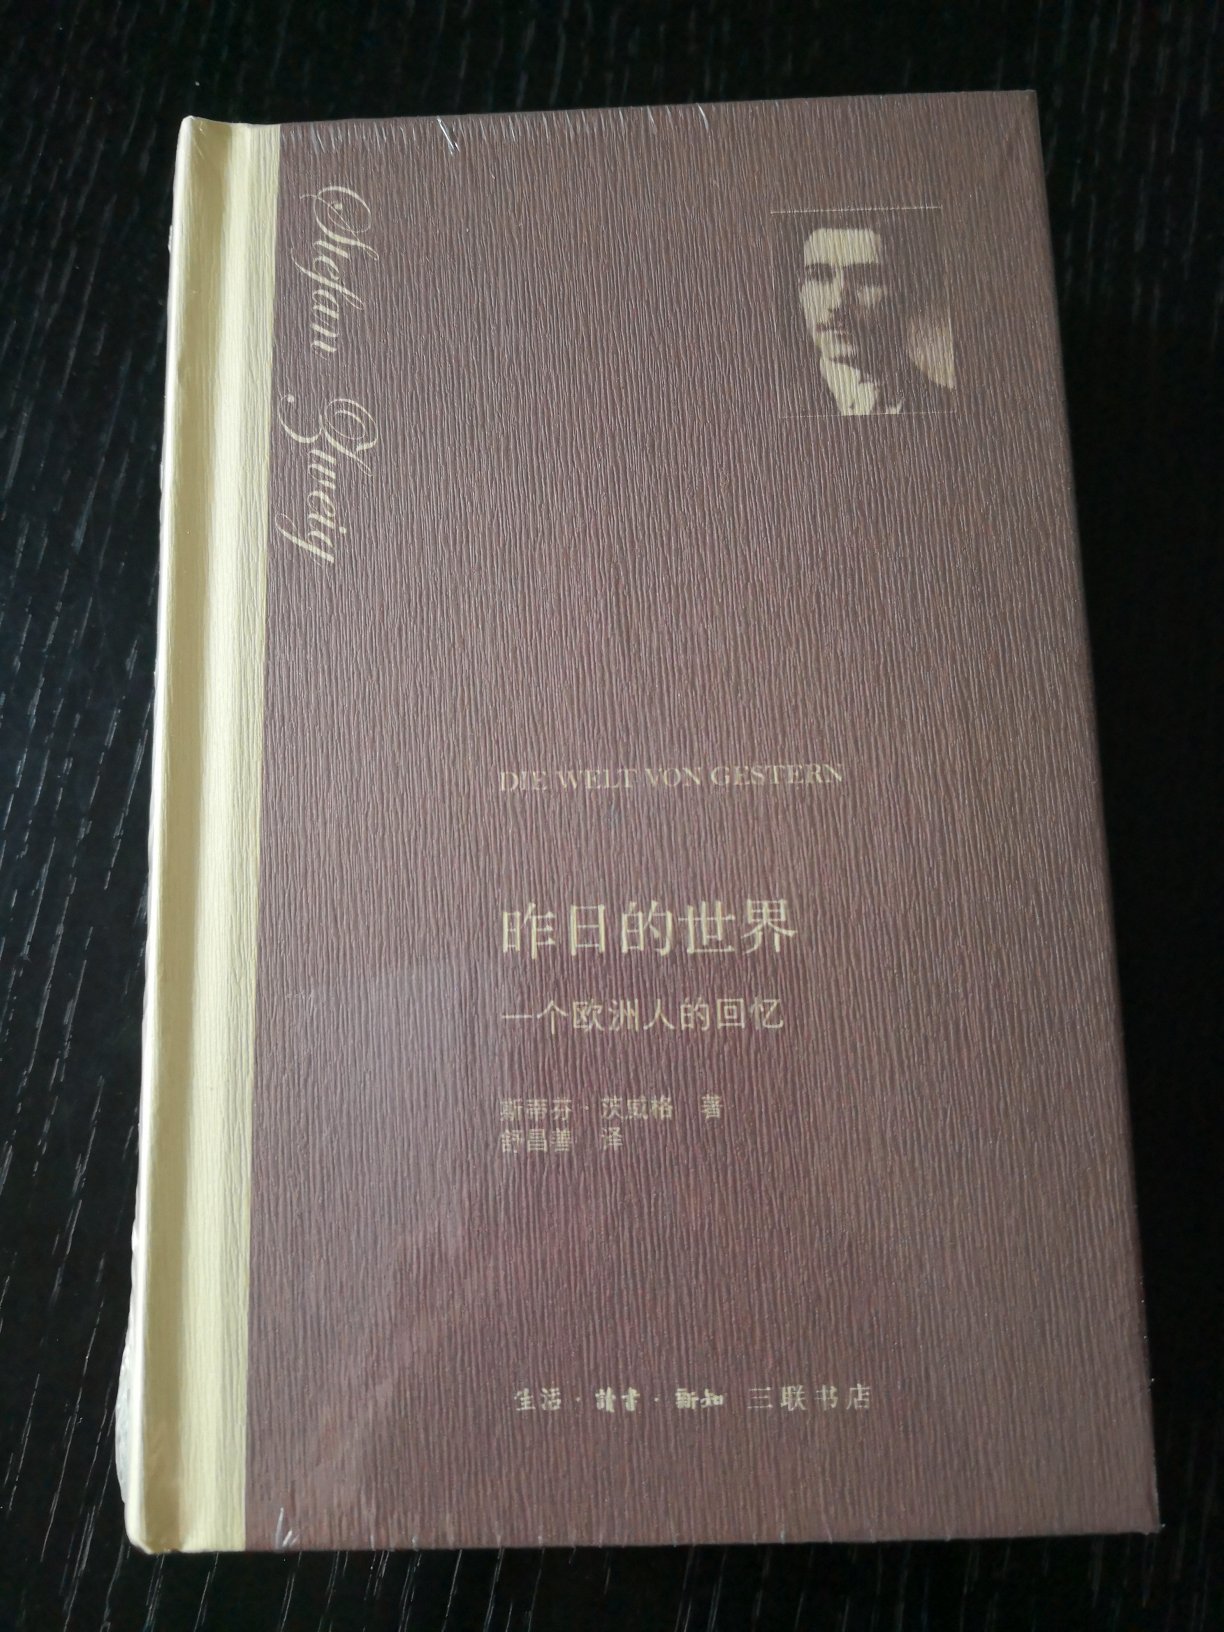 Stefan Zweig
DIE WELT VON GESTERN
昨日的世界
一个欧洲人的回忆
斯蒂芬·茨威格 著
舒昌善 译
生活·讀書·新知 三联书店